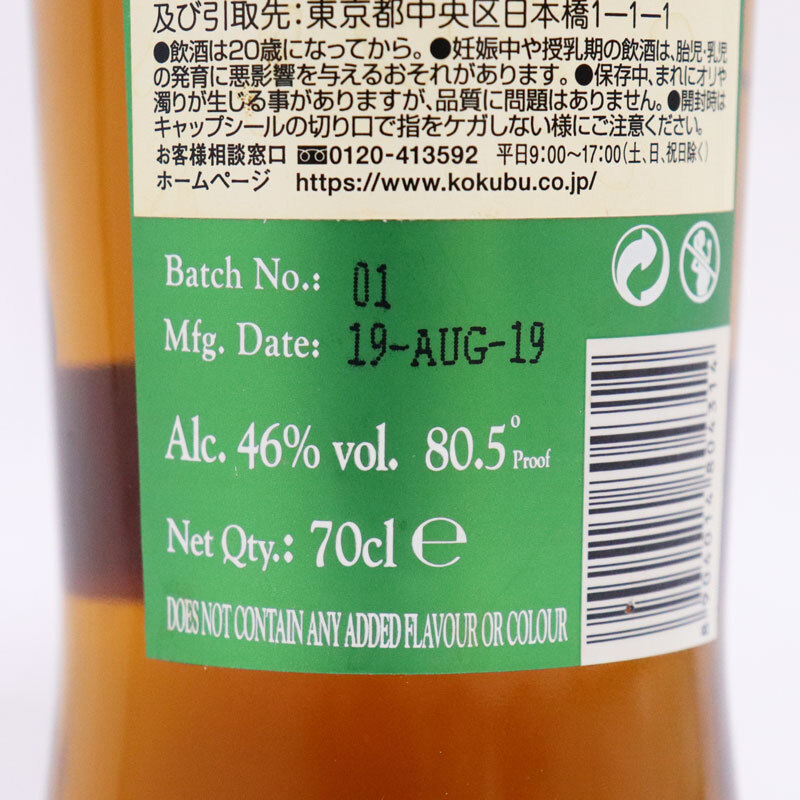 及び引取先：東京都中央区日本橋1-1-1
●飲酒は20歳になってから。●妊娠中や授乳期の飲酒は、胎児・乳児
の発育に悪影響を与えるおそれがあります。●保存中、まれにオリや
濁りが生じる事がありますが、品質に問題はありません。●開封時は
キャップシールの切り口で指をケガしない様にご注意ください。
お客様相談窓口 0120-413592 平日9:00〜17:00(土、日、祝日除く)
ホームページ https://www.kokubu.co.jp/
Batch No.: 01
Mfg. Date: 19-AUG-19
Alc. 46% vol. 80.5° Proof
Net Qty.: 70cl ℮
DOES NOT CONTAIN ANY ADDED FLAVOUR OR COLOUR
8 906014 804314